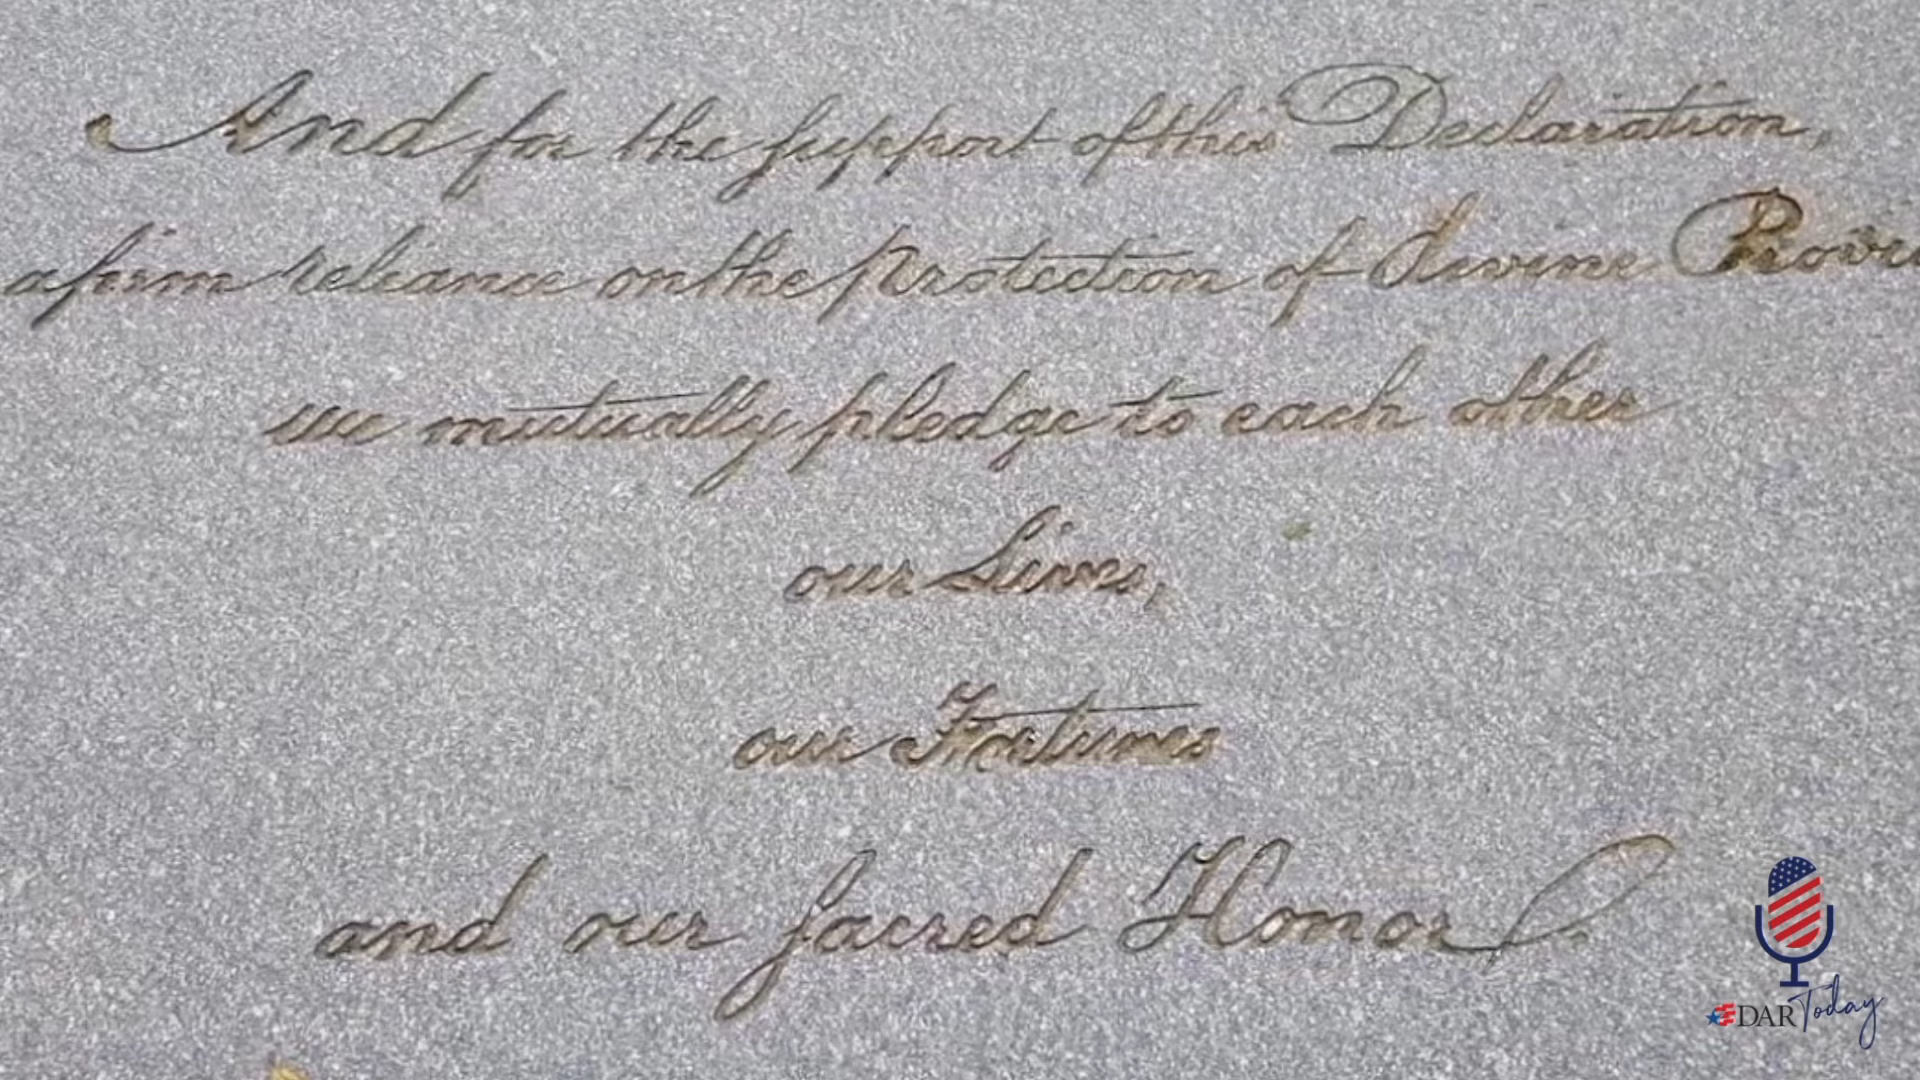 And for the ſupport of this Declaration,
a firm reliance on the protection of divine Provi
we mutually pledge to each other
our Lives,
our Fortunes
and our ſacred Honor.
DAR Today